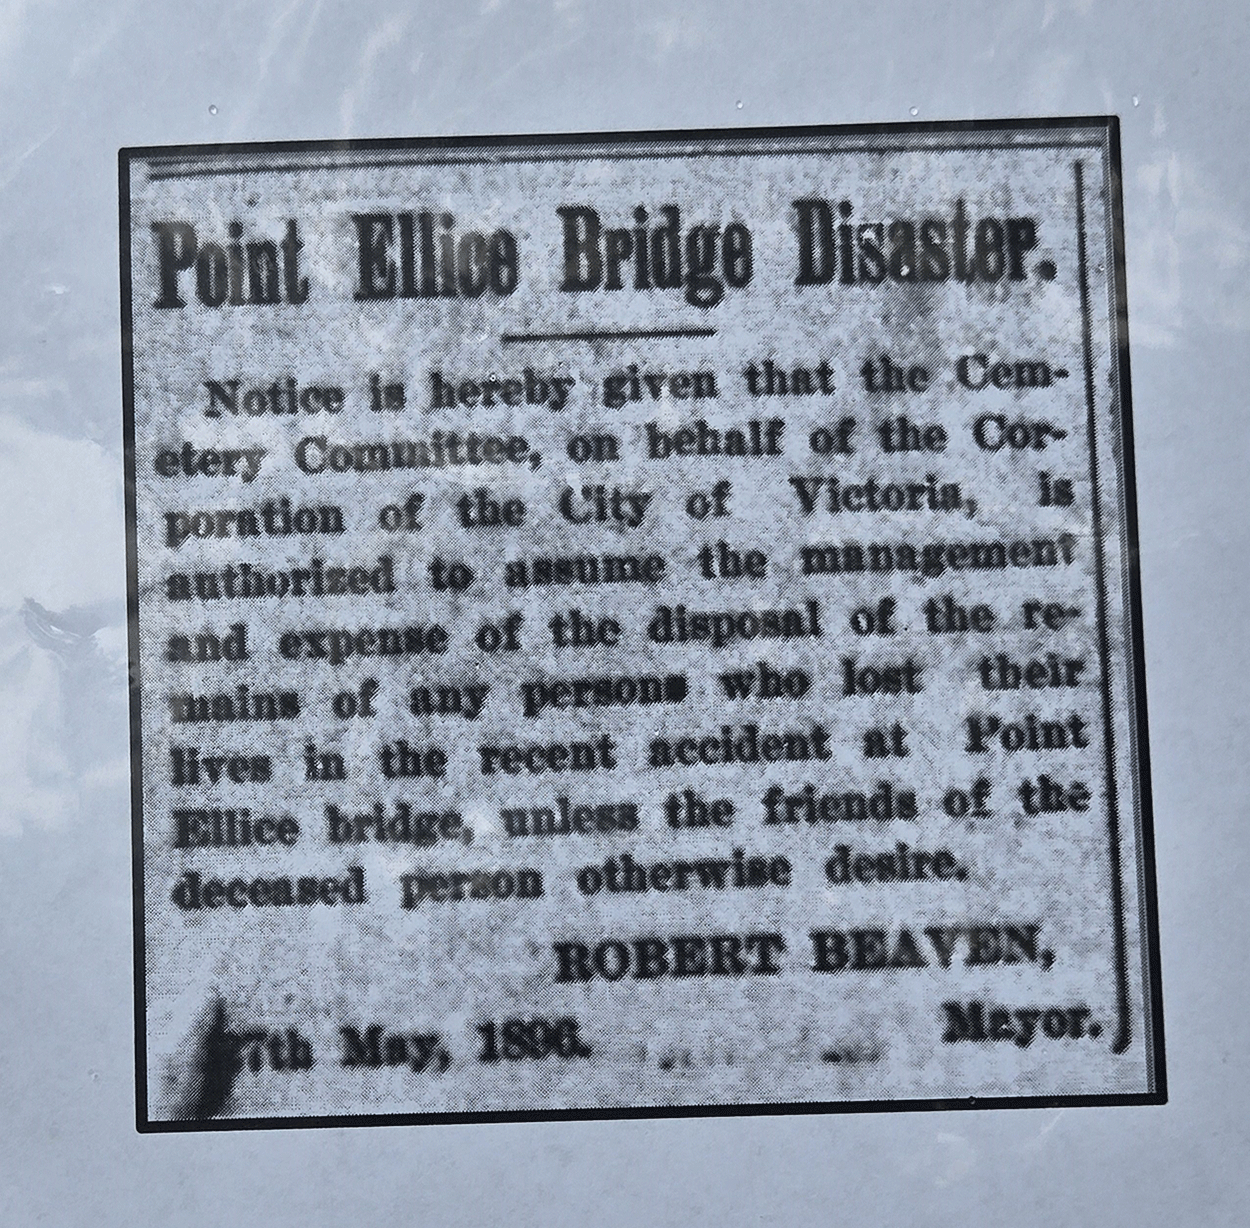 Point Ellice Bridge Disaster.
Notice is hereby given that the Cem-
etery Committee, on behalf of the Cor-
poration of the City of Victoria, is
authorized to assume the management
and expense of the disposal of the re-
mains of any persons who lost their
lives in the recent accident at Point
Ellice bridge, unless the friends of the
deceased person otherwise desire.
ROBERT BEAVEN,
Mayor.
7th May, 1896.